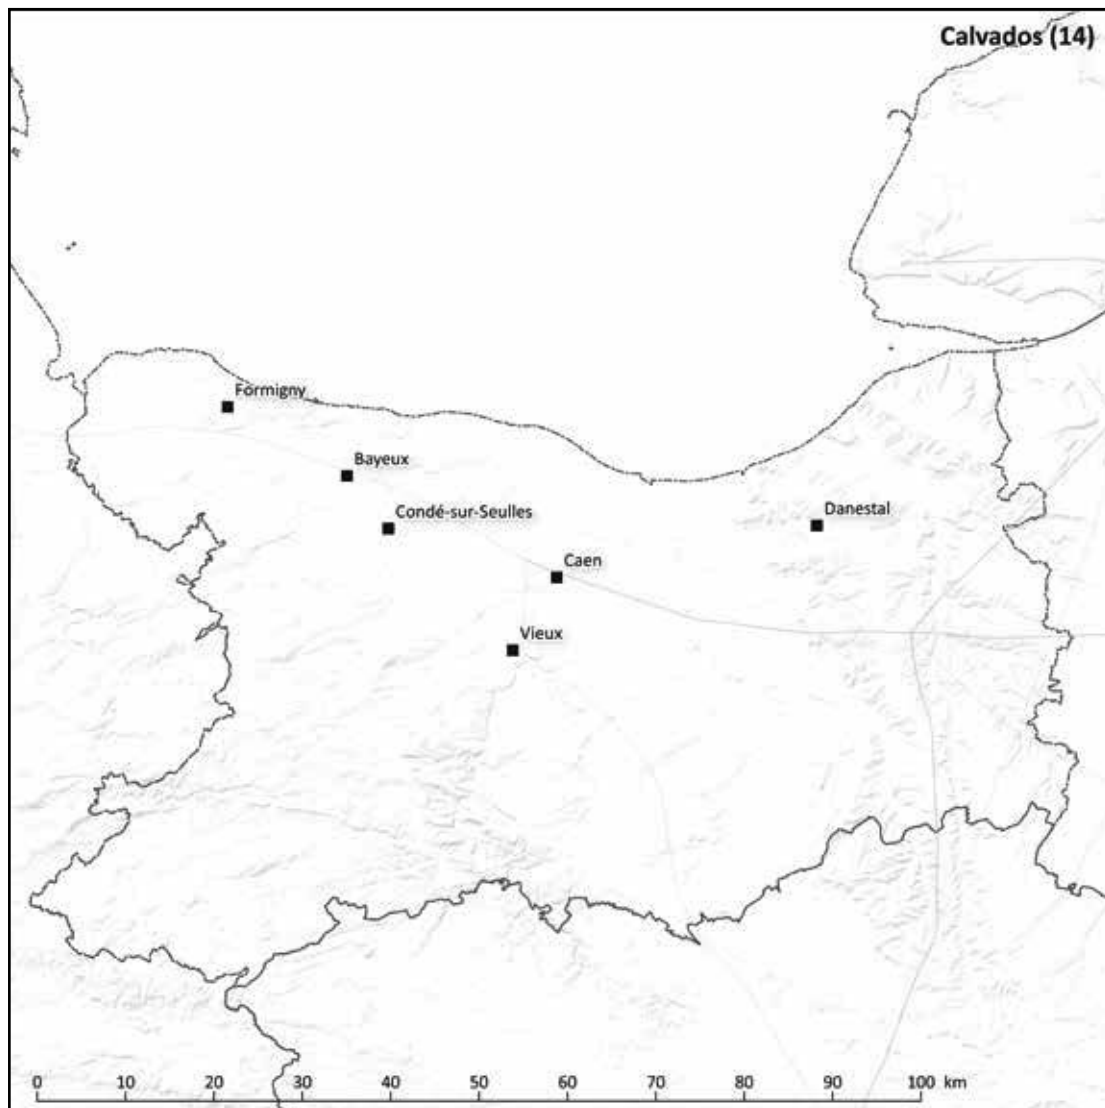 Calvados (14)
Formigny
Bayeux
Condé-sur-Seulles
Danestal
Caen
Vieux
0 10 20 30 40 50 60 70 80 90 100 km